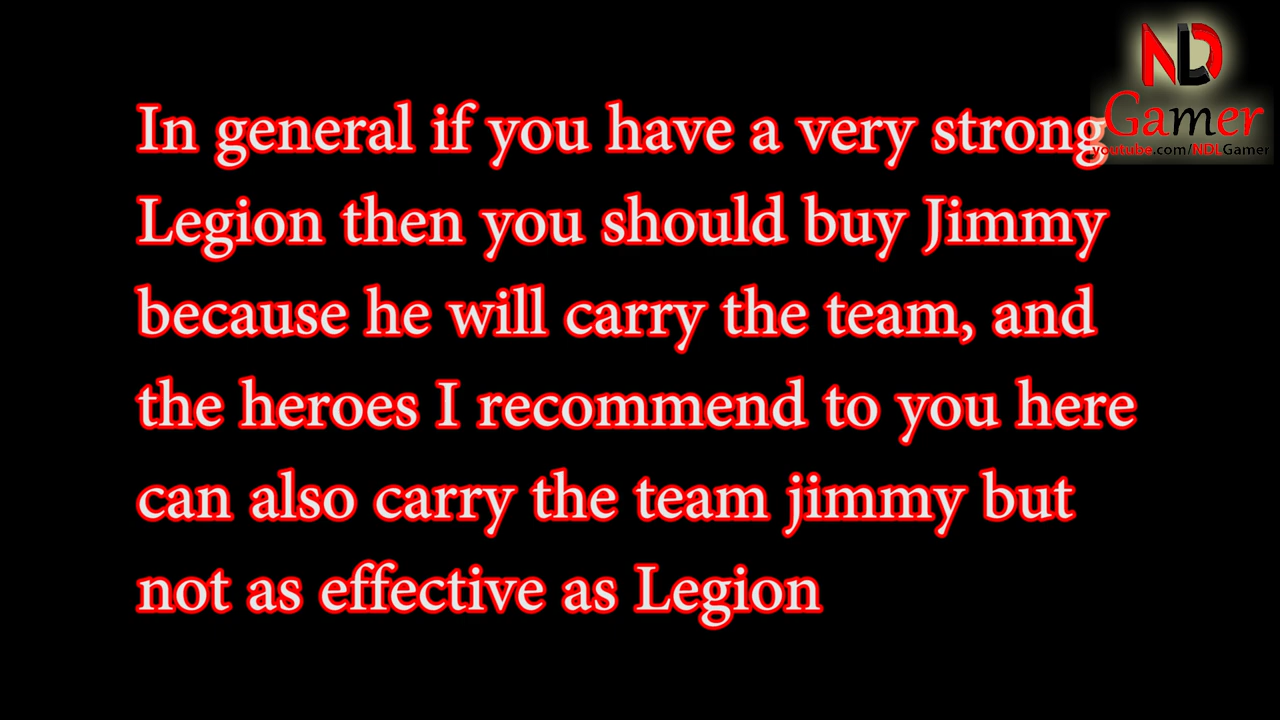 ND
Gamer
youtube.com/NDLGamer
In general if you have a very strong
Legion then you should buy Jimmy
because he will carry the team, and
the heroes I recommend to you here
can also carry the team jimmy but
not as effective as Legion